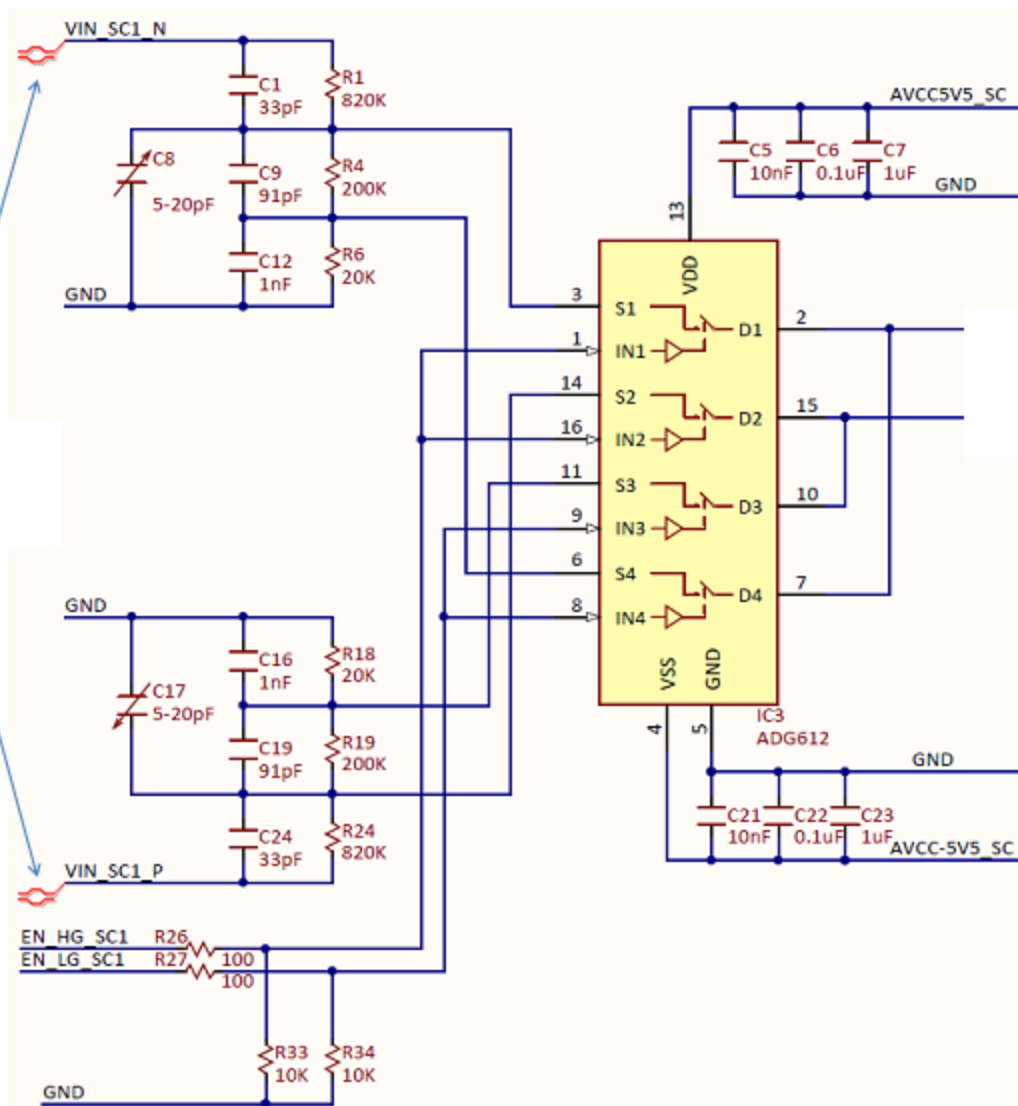 VIN_SC1_N
C1
33pF
R1
820K
C8
5-20pF
C9
91pF
R4
200K
C12
1nF
R6
20K
GND
AVCC5V5_SC
C5
10nF
C6
0.1uF
C7
1uF
GND
13
VDD
3
S1
D1
2
1
IN1
14
S2
D2
15
16
IN2
11
S3
D3
10
9
IN3
6
S4
D4
7
8
IN4
VSS
GND
4
5
IC3
ADG612
GND
C16
1nF
R18
20K
C17
5-20pF
C19
91pF
R19
200K
C24
33pF
R24
820K
VIN_SC1_P
GND
C21
10nF
C22
0.1uF
C23
1uF
AVCC-5V5_SC
EN_HG_SC1
R26
100
EN_LG_SC1
R27
100
R33
10K
R34
10K
GND